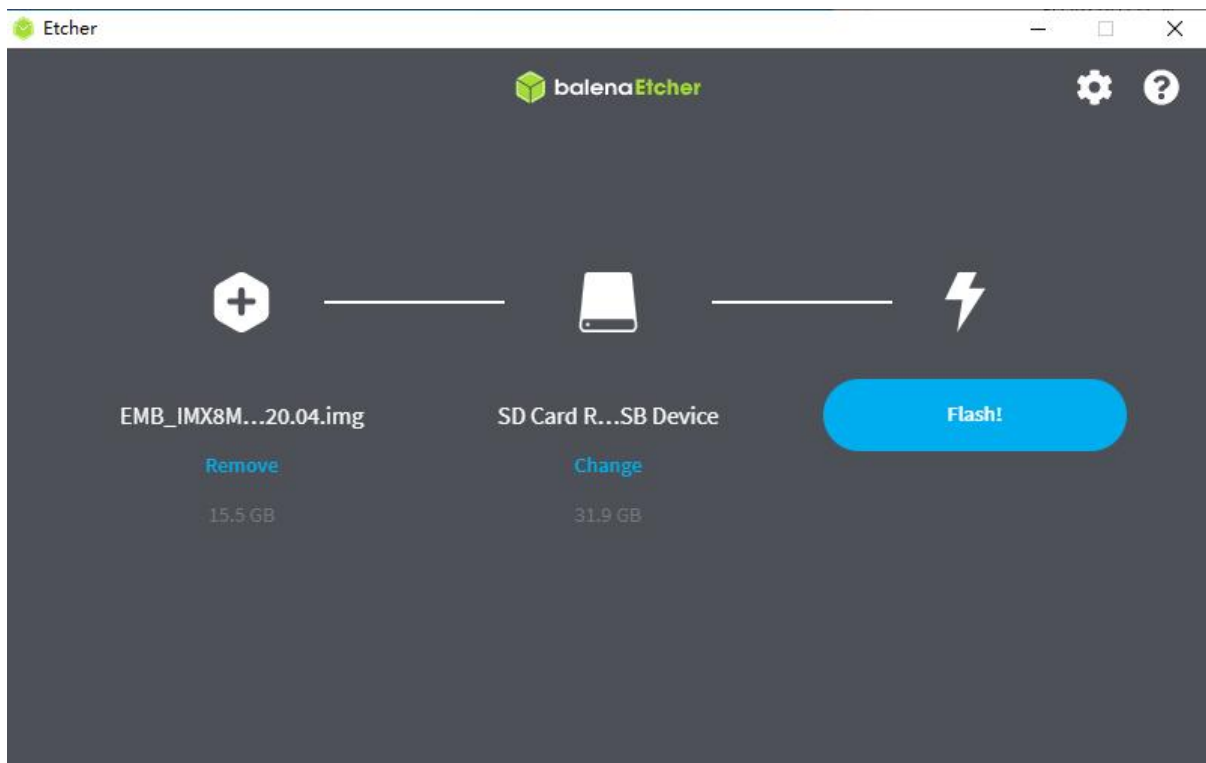 Etcher
balenaEtcher
EMB_IMX8M...20.04.img
SD Card R...SB Device
Flash!
Remove
Change
15.5 GB
31.9 GB